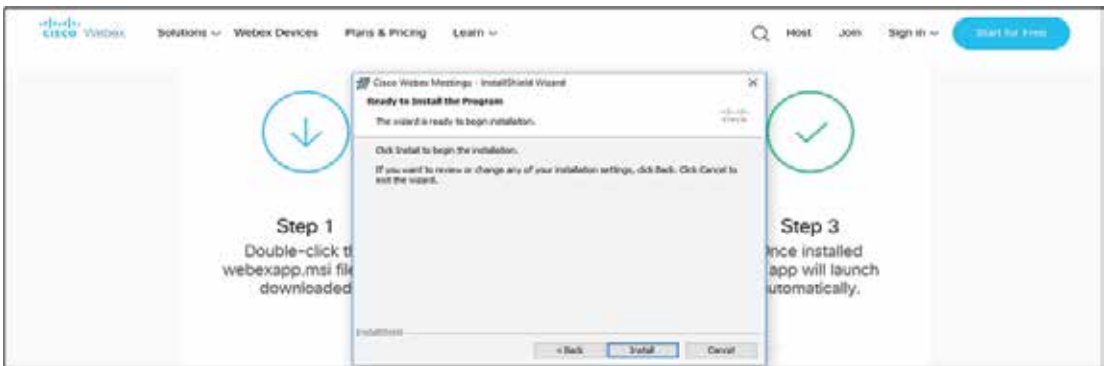 cisco Webex Solutions Webex Devices Plans & Pricing Learn Host Join Sign in Start for Free
Cisco Webex Meetings - InstallShield Wizard
Ready to Install the Program
The wizard is ready to begin installation.
cisco
Click Install to begin the installation.
If you want to review or change any of your installation settings, click Back. Click Cancel to
exit the wizard.
Step 1
Double-click t
webexapp.msi file
downloaded
Step 3
nce installed
app will launch
utomatically.
InstallShield
< Back Install Cancel